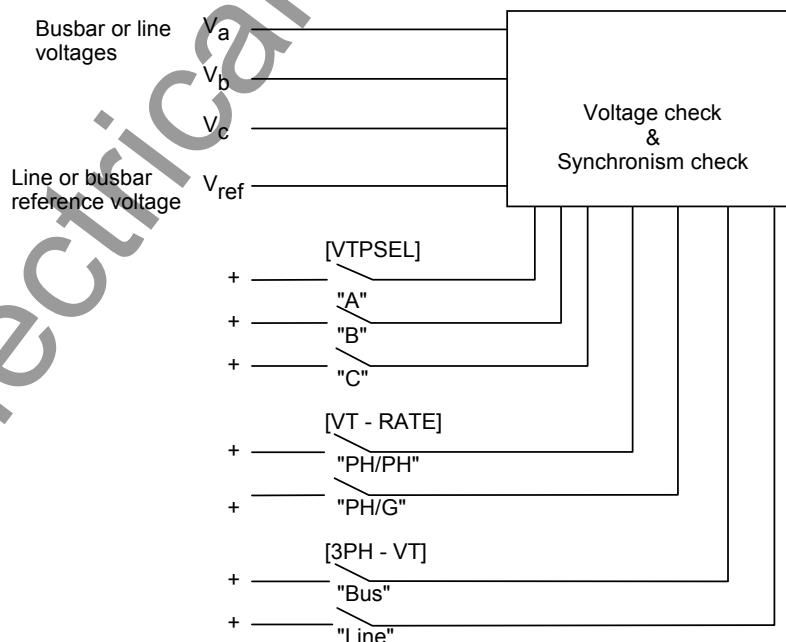 Busbar or line
voltages
Va
Vb
Vc
Line or busbar
reference voltage
Vref
Voltage check
&
Synchronism check
[VTPSEL]
+
"A"
+
"B"
+
"C"
[VT - RATE]
+
"PH/PH"
+
"PH/G"
[3PH - VT]
+
"Bus"
+
"Line"
ectrical